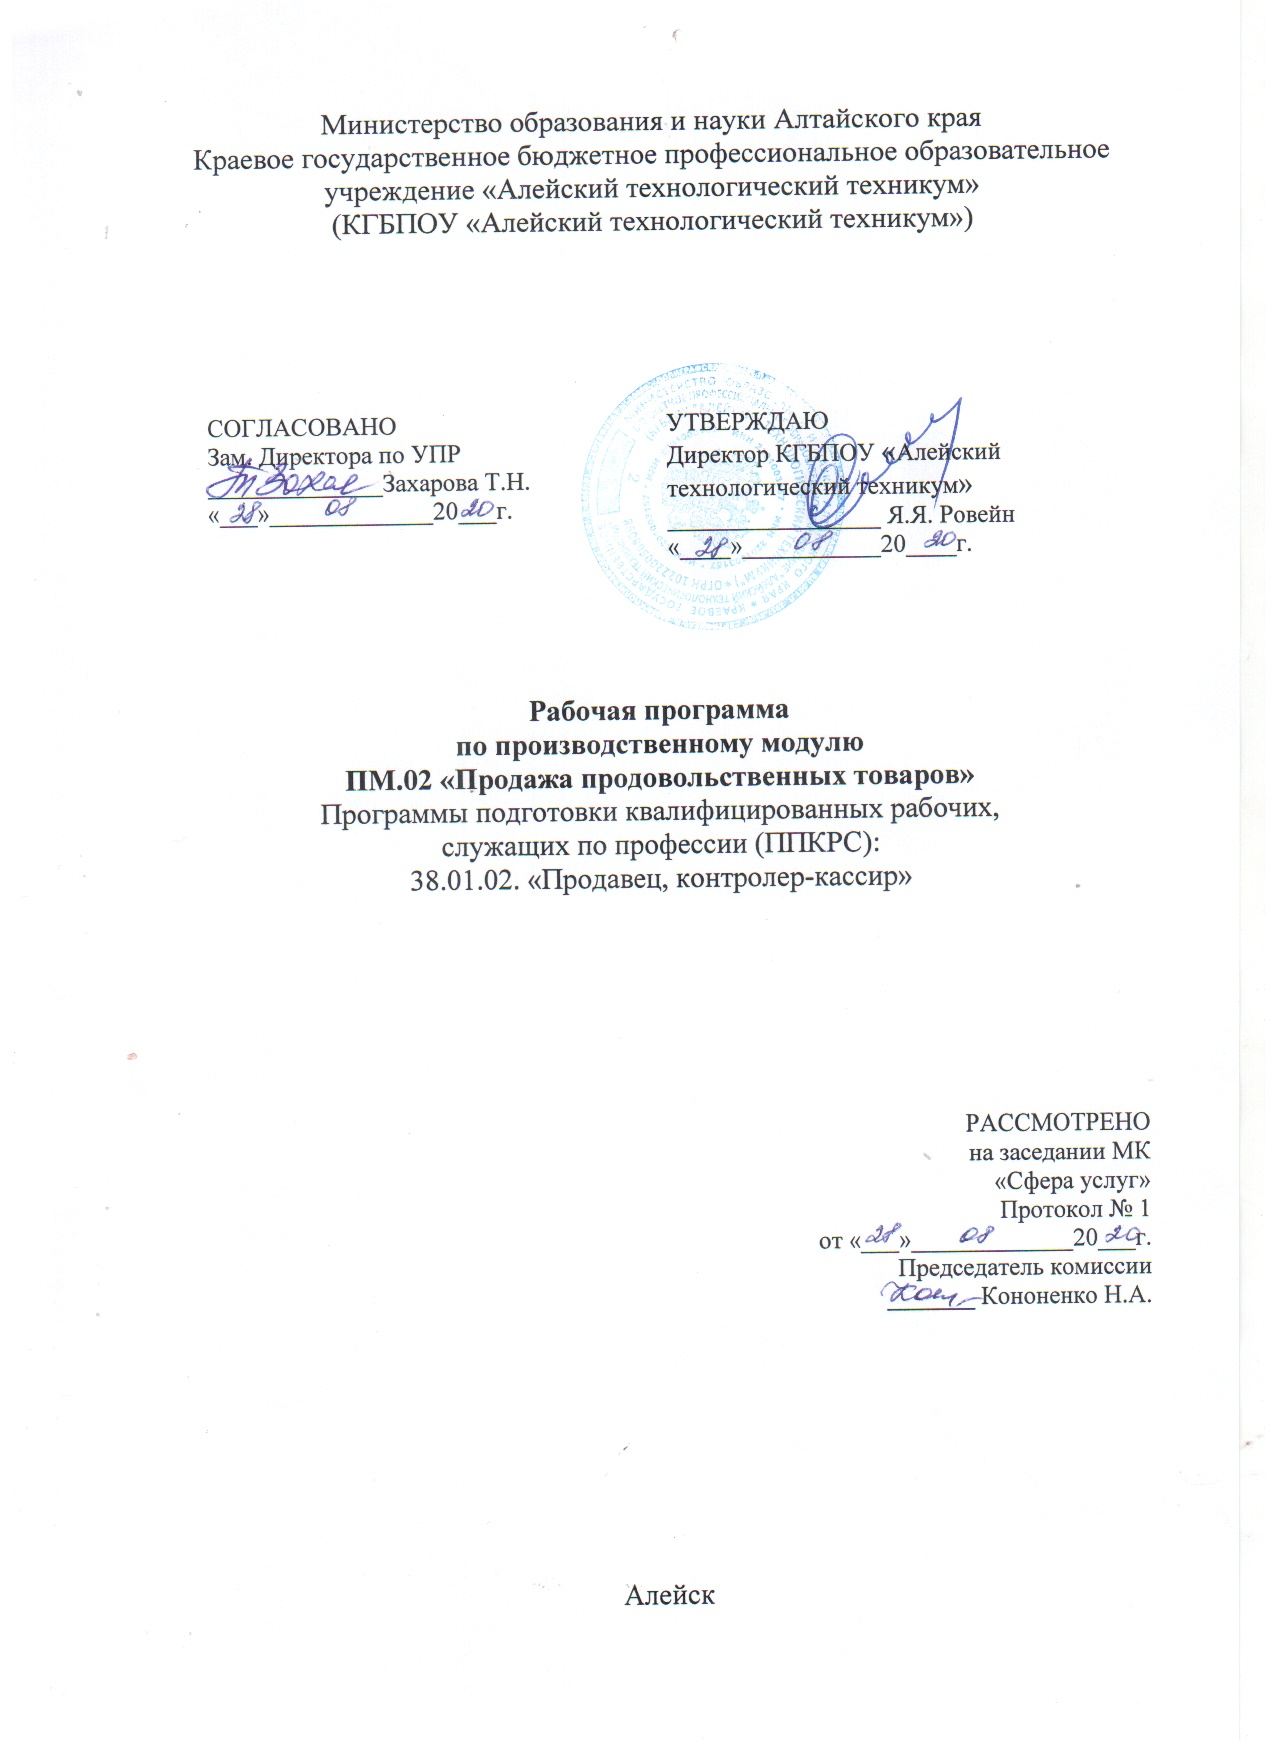 Министерство образования и науки Алтайского края
Краевое государственное бюджетное профессиональное образовательное
учреждение «Алейский технологический техникум»
(КГБПОУ «Алейский технологический техникум»)
СОГЛАСОВАНО
Зам. Директора по УПР
Захарова Т.Н.
«28» 08 2020г.
УТВЕРЖДАЮ
Директор КГБПОУ «Алейский
технологический техникум»
Я.Я. Ровейн
«28» 08 2020г.
Рабочая программа
по производственному модулю
ПМ.02 «Продажа продовольственных товаров»
Программы подготовки квалифицированных рабочих,
служащих по профессии (ППКРС):
38.01.02. «Продавец, контролер-кассир»
РАССМОТРЕНО
на заседании МК
«Сфера услуг»
Протокол № 1
от «28» 08 2020г.
Председатель комиссии
Кононенко Н.А.
Алейск